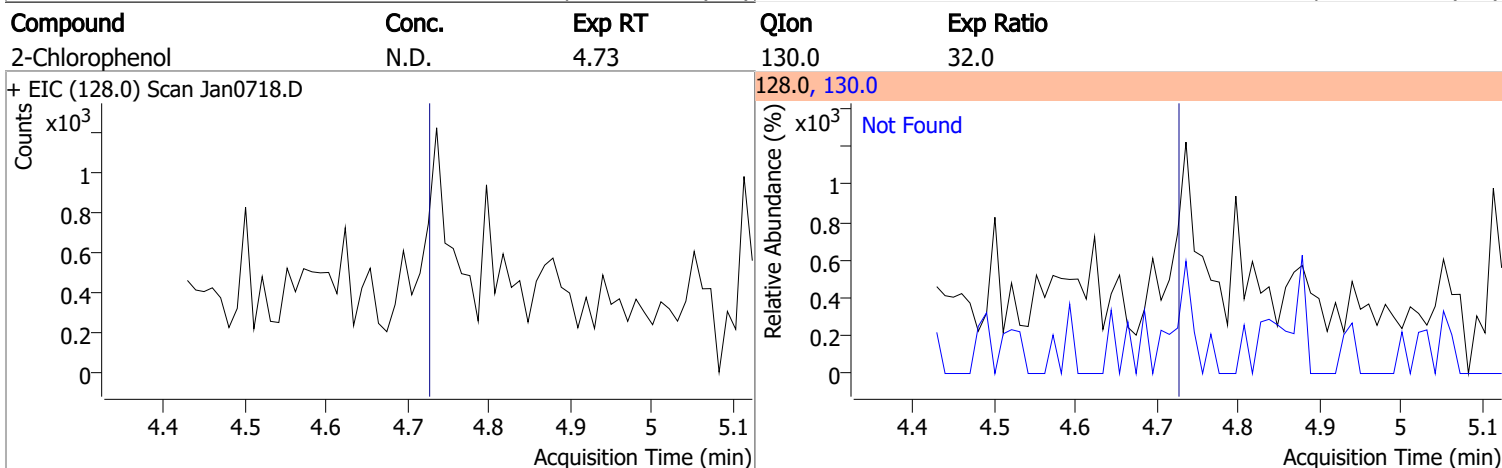 Compound Conc. Exp RT QIon Exp Ratio
2-Chlorophenol N.D. 4.73 130.0 32.0
+ EIC (128.0) Scan Jan0718.D
Counts
x10³
1
0.8
0.6
0.4
0.2
0
4.4 4.5 4.6 4.7 4.8 4.9 5 5.1
Acquisition Time (min)
128.0, 130.0
Relative Abundance (%)
x10³
Not Found
1
0.8
0.6
0.4
0.2
0
4.4 4.5 4.6 4.7 4.8 4.9 5 5.1
Acquisition Time (min)